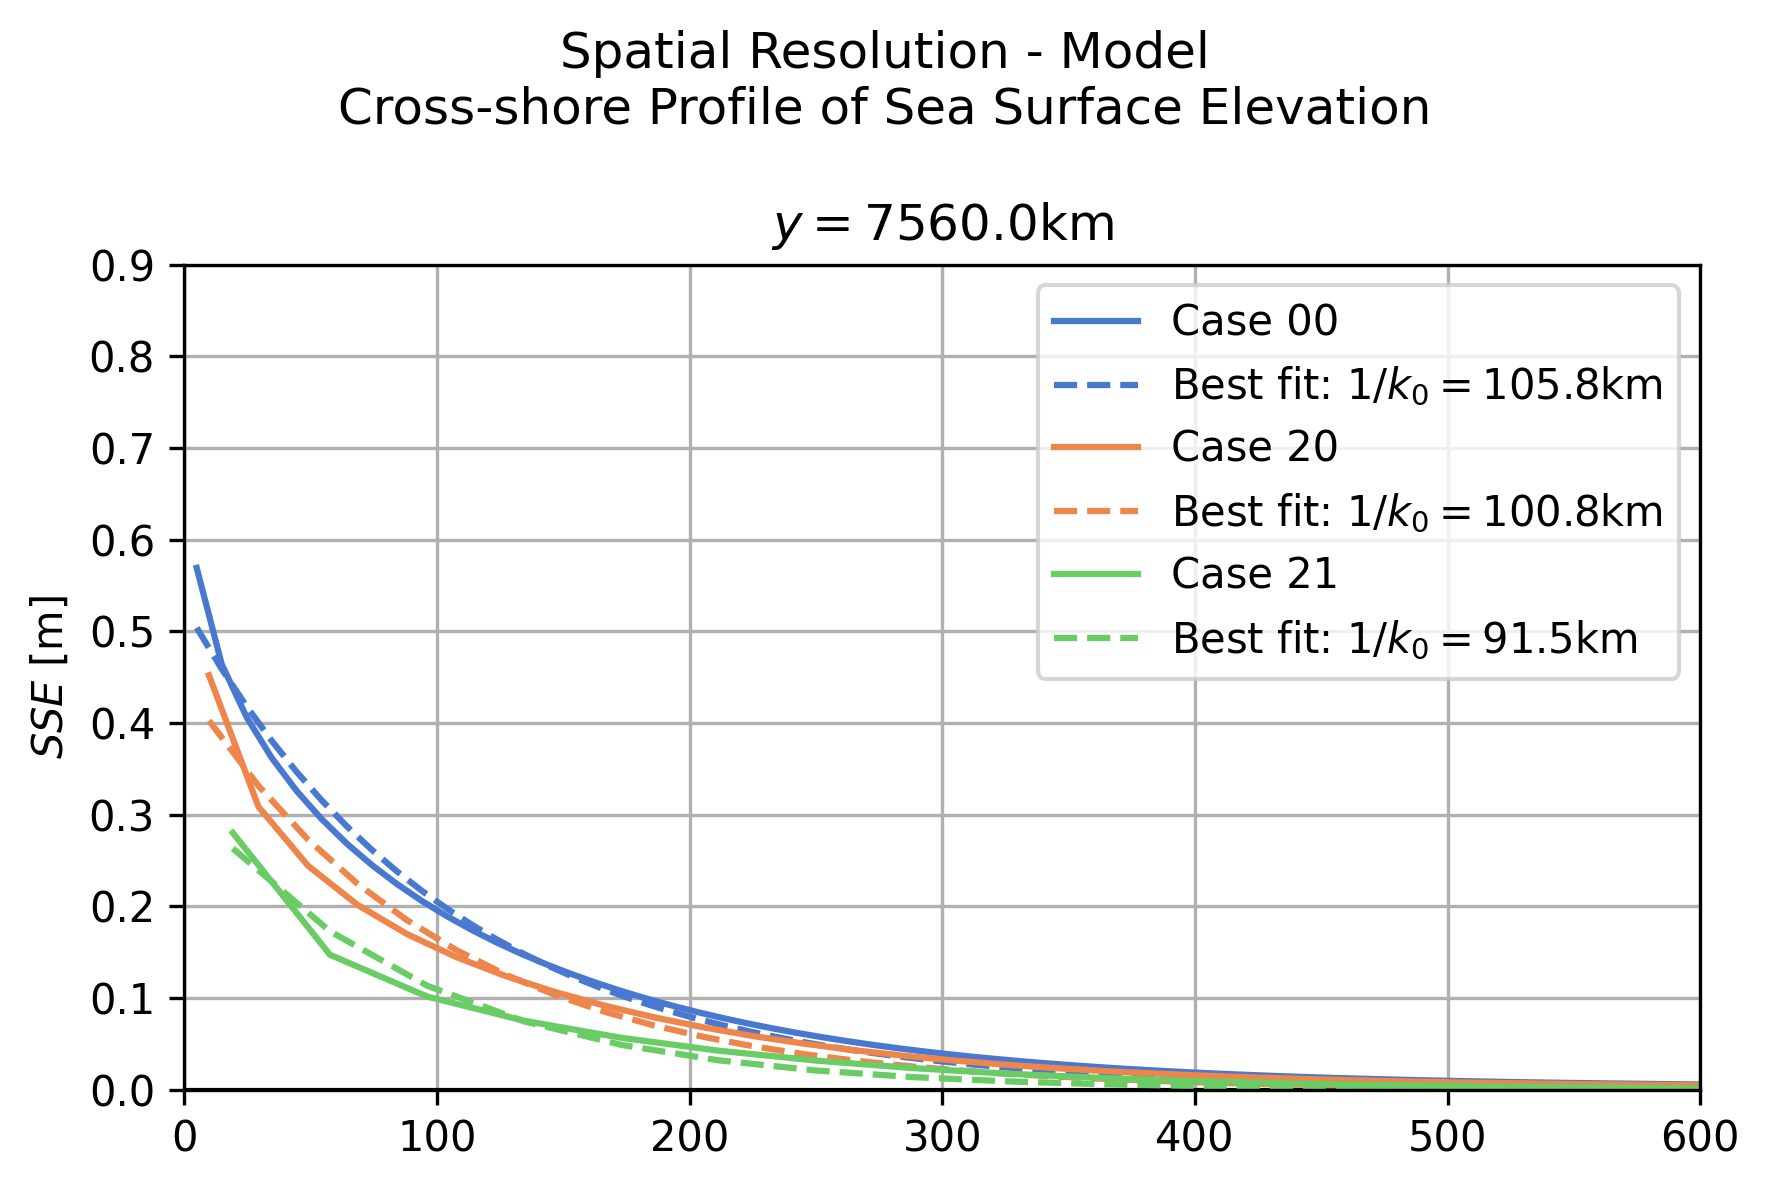 Spatial Resolution - Model
Cross-shore Profile of Sea Surface Elevation
y = 7560.0km
0.9
0.8
0.7
0.6
0.5
0.4
0.3
0.2
0.1
0.0
SSE [m]
Case 00
Best fit: 1/k₀ = 105.8km
Case 20
Best fit: 1/k₀ = 100.8km
Case 21
Best fit: 1/k₀ = 91.5km
0 100 200 300 400 500 600